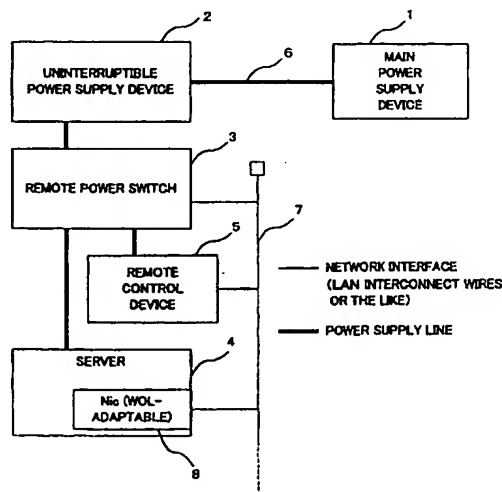 2
1
UNINTERRUPTIBLE
POWER SUPPLY DEVICE
6
MAIN
POWER
SUPPLY
DEVICE
3
REMOTE POWER SWITCH
5
7
REMOTE
CONTROL
DEVICE
NETWORK INTERFACE
(LAN INTERCONNECT WIRES
OR THE LIKE)
POWER SUPPLY LINE
4
SERVER
Nic (WOL-
ADAPTABLE)
8